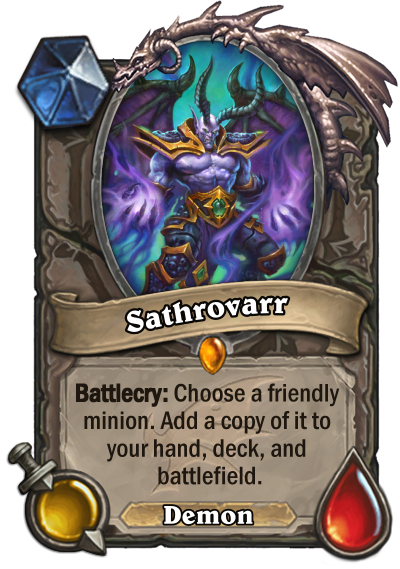 Sathrovarr
Battlecry: Choose a friendly
minion. Add a copy of it to
your hand, deck, and
battlefield.
Demon